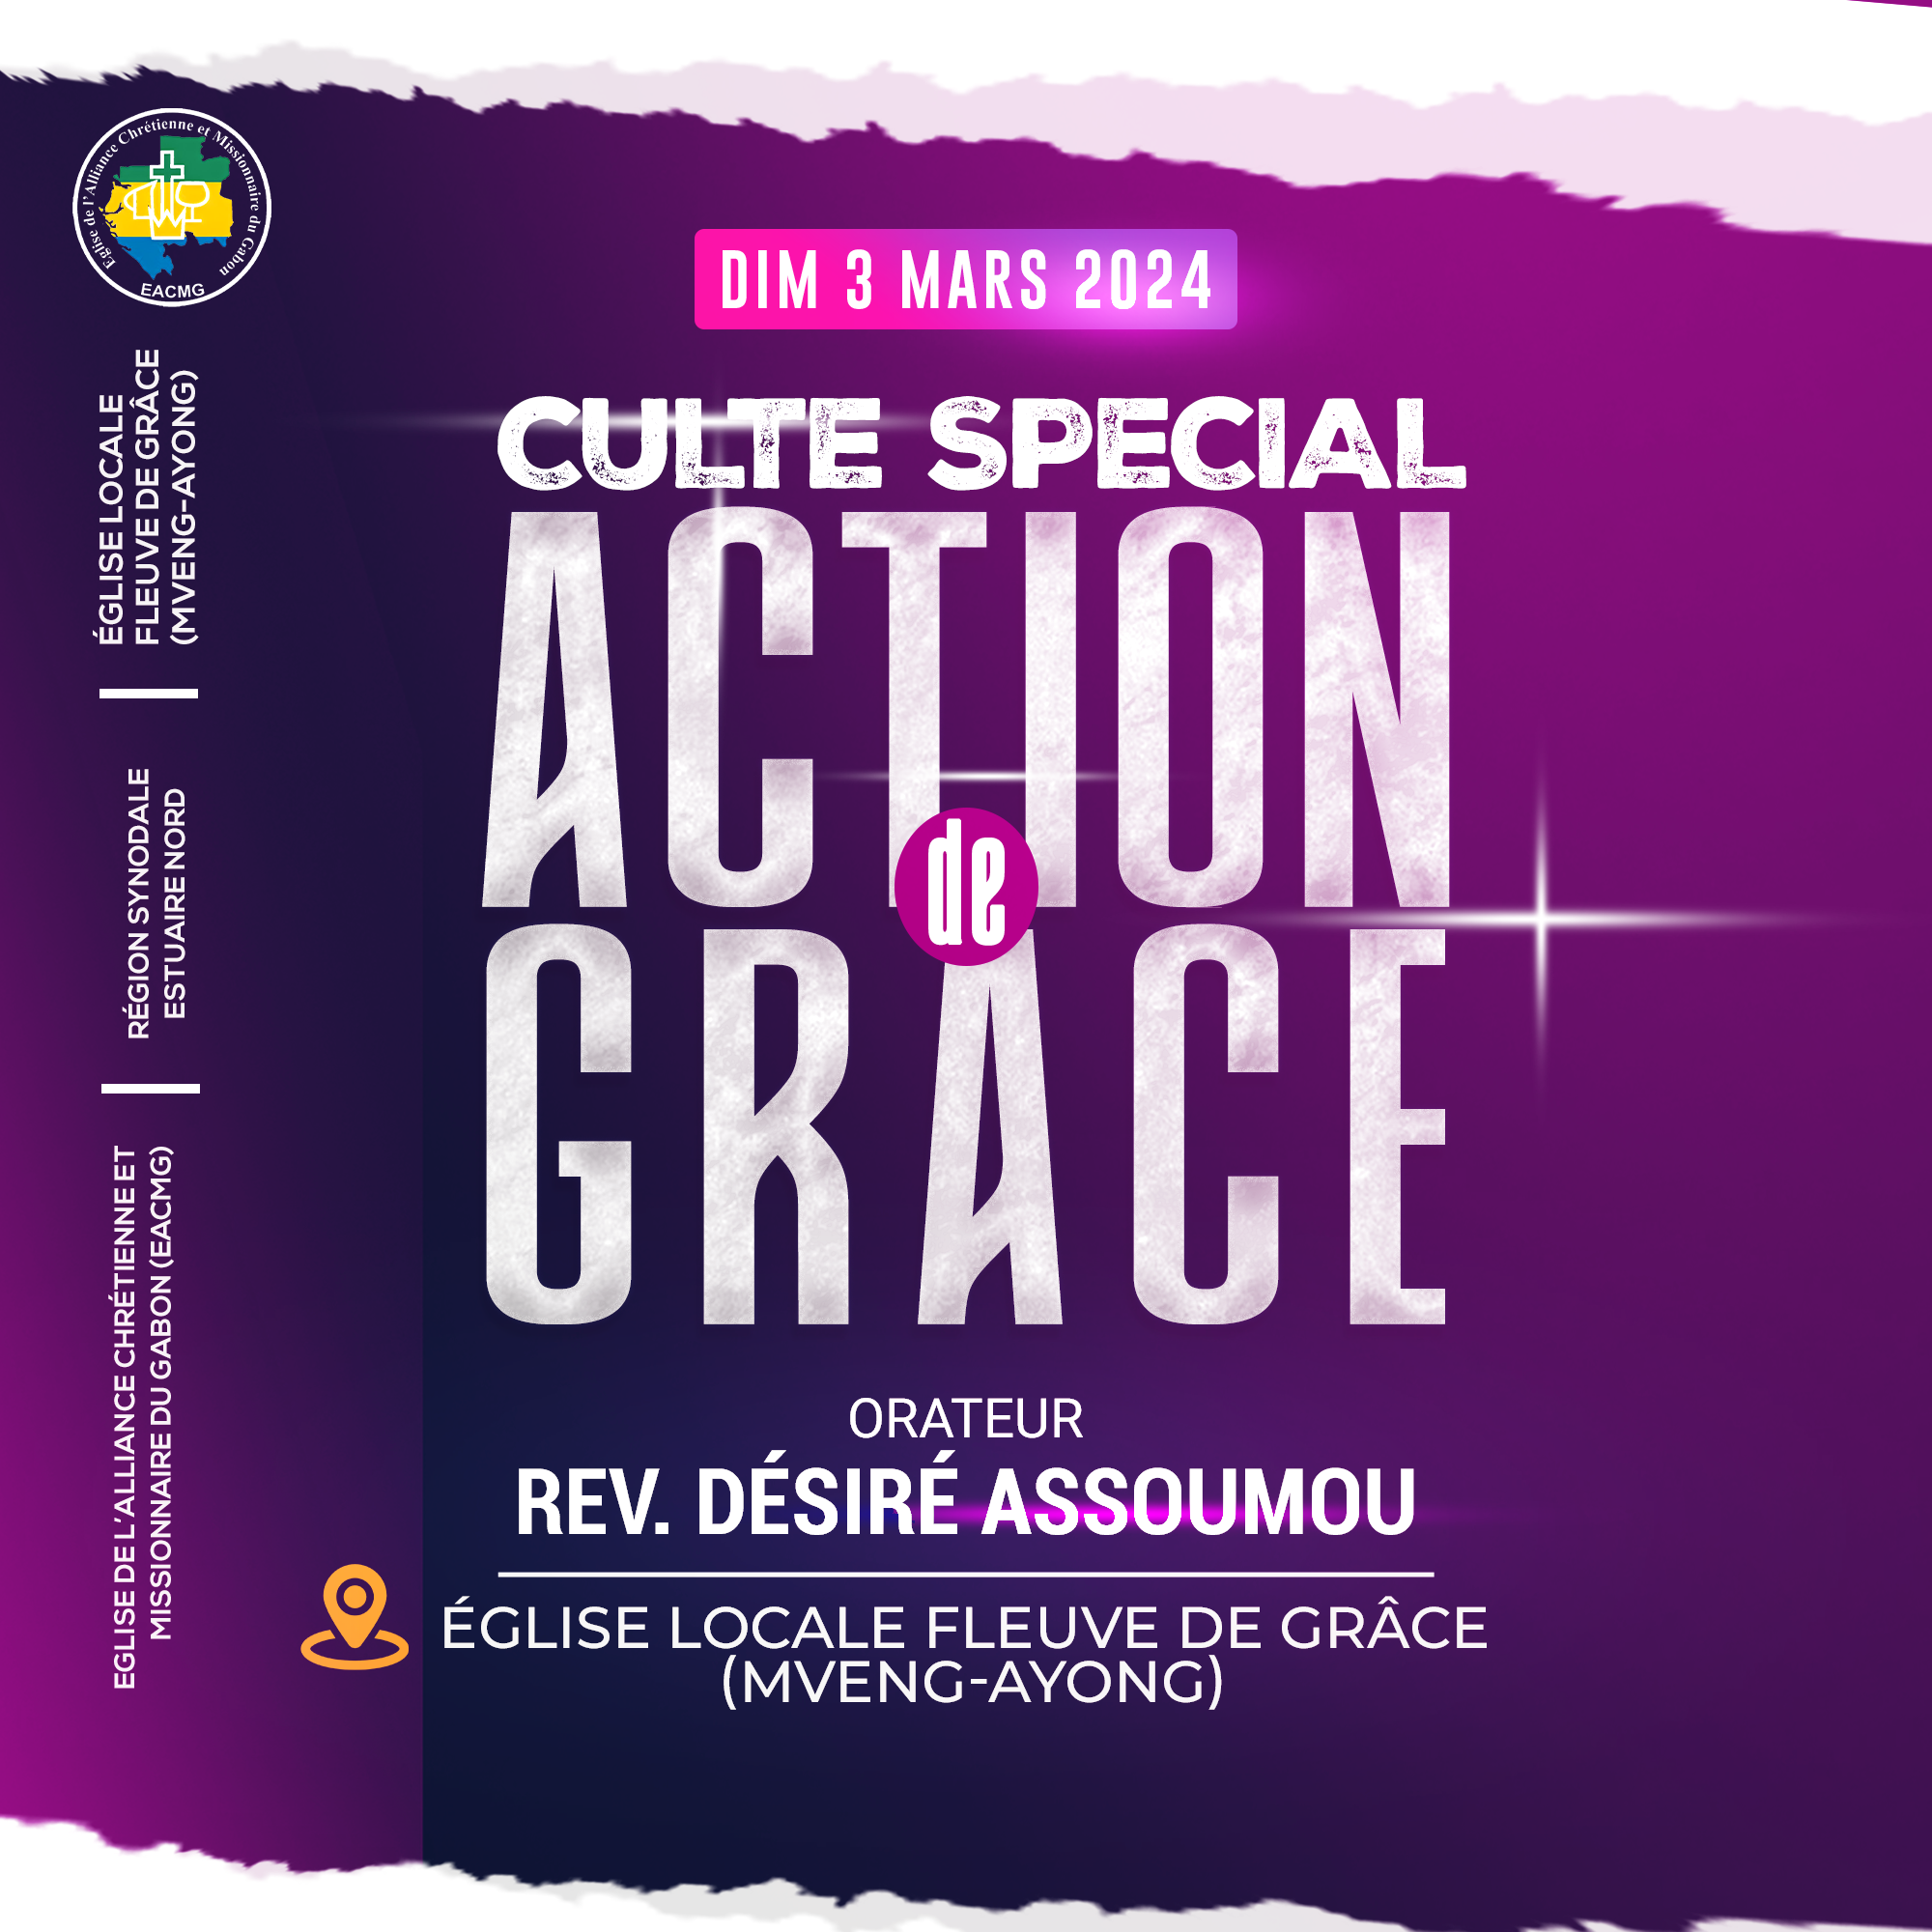 Eglise de l'Alliance Chrétienne et Missionnaire du Gabon
EACMG
ÉGLISE LOCALE
FLEUVE DE GRÂCE
(MVENG-AYONG)
RÉGION SYNODALE
ESTUAIRE NORD
EGLISE DE L'ALLIANCE CHRÉTIENNE ET
MISSIONNAIRE DU GABON (EACMG)
DIM 3 MARS 2024
CULTE SPECIAL
ACTION
de
GRACE
ORATEUR
REV. DÉSIRÉ ASSOUMOU
ÉGLISE LOCALE FLEUVE DE GRÂCE
(MVENG-AYONG)